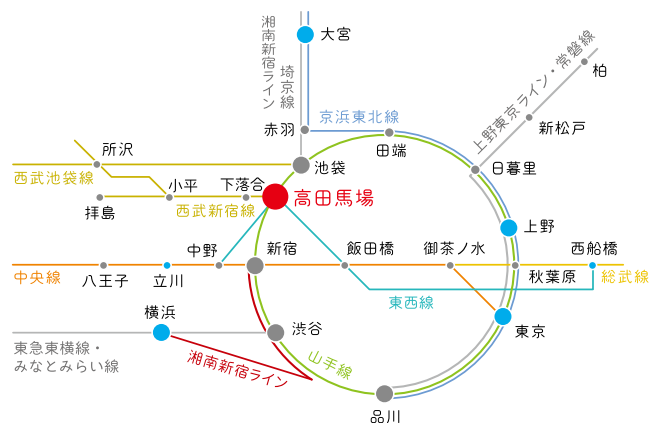 湘南新宿ライン
埼京線
大宮
京浜東北線
赤羽
田端
上野東京ライン・常磐線
柏
新松戸
日暮里
所沢
西武池袋線
池袋
小平
下落合
高田馬場
拝島
西武新宿線
上野
中野
新宿
飯田橋
御茶ノ水
西船橋
中央線
八王子
立川
秋葉原
総武線
東西線
横浜
渋谷
東京
東急東横線・
みなとみらい線
湘南新宿ライン
山手線
品川